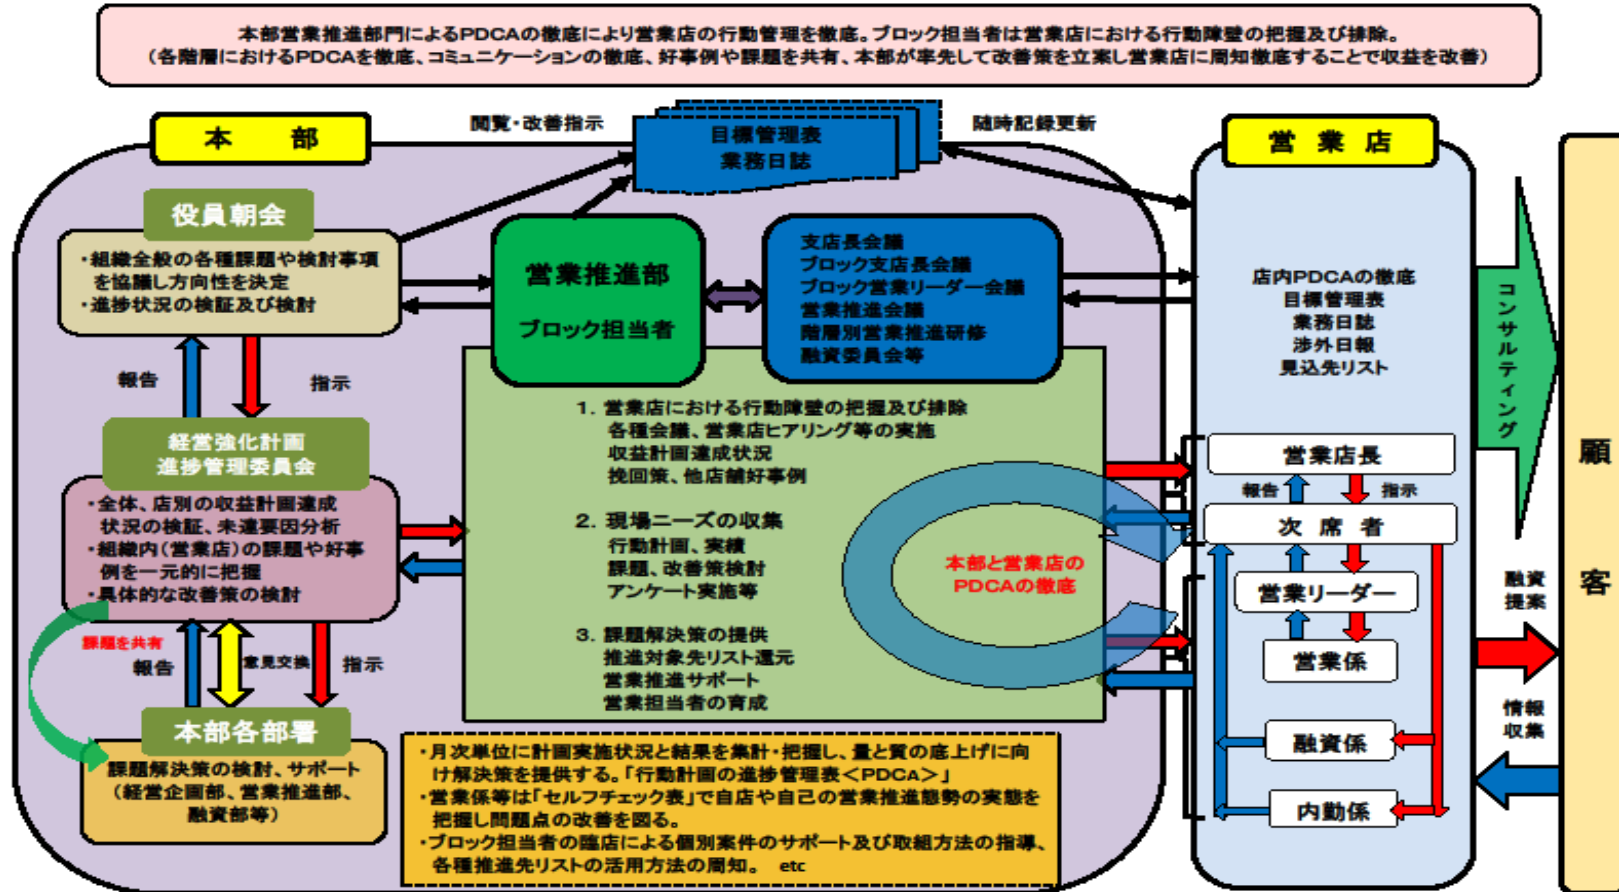 本部営業推進部門によるPDCAの徹底により営業店の行動管理を徹底。ブロック担当者は営業店における行動障壁の把握及び排除。
（各階層におけるPDCAを徹底、コミュニケーションの徹底、好事例や課題を共有、本部が率先して改善策を立案し営業店に周知徹底することで収益を改善）
本　部
閲覧・改善指示
目標管理表
業務日誌
随時記録更新
営業店
役員朝会
・組織全般の各種課題や検討事項
を協議し方向性を決定
・進捗状況の検証及び検討
営業推進部
ブロック担当者
支店長会議
ブロック支店長会議
ブロック営業リーダー会議
営業推進会議
階層別営業推進研修
融資委員会等
店内PDCAの徹底
目標管理表
業務日誌
渉外日報
見込先リスト
コンサルティング
顧客
報告
指示
経営強化計画
進捗管理委員会
・全体、店別の収益計画達成
状況の検証、未達要因分析
・組織内（営業店）の課題や好事
例を一元的に把握
・具体的な改善策の検討
1．営業店における行動障壁の把握及び排除
各種会議、営業店ヒアリング等の実施
収益計画達成状況
挽回策、他店舗好事例
2．現場ニーズの収集
行動計画、実績
課題、改善策検討
アンケート実施等
3．課題解決策の提供
推進対象先リスト還元
営業推進サポート
営業担当者の育成
本部と営業店の
PDCAの徹底
営業店長
報告
指示
次席者
営業リーダー
営業係
融資係
内勤係
融資
提案
情報
収集
課題を共有
報告
意見交換
指示
本部各部署
課題解決策の検討、サポート
（経営企画部、営業推進部、
融資部等）
・月次単位に計画実施状況と結果を集計・把握し、量と質の底上げに向
け解決策を提供する。「行動計画の進捗管理表＜PDCA＞」
・営業係等は「セルフチェック表」で自店や自己の営業推進態勢の実態を
把握し問題点の改善を図る。
・ブロック担当者の臨店による個別案件のサポート及び取組方法の指導、
各種推進先リストの活用方法の周知。 etc